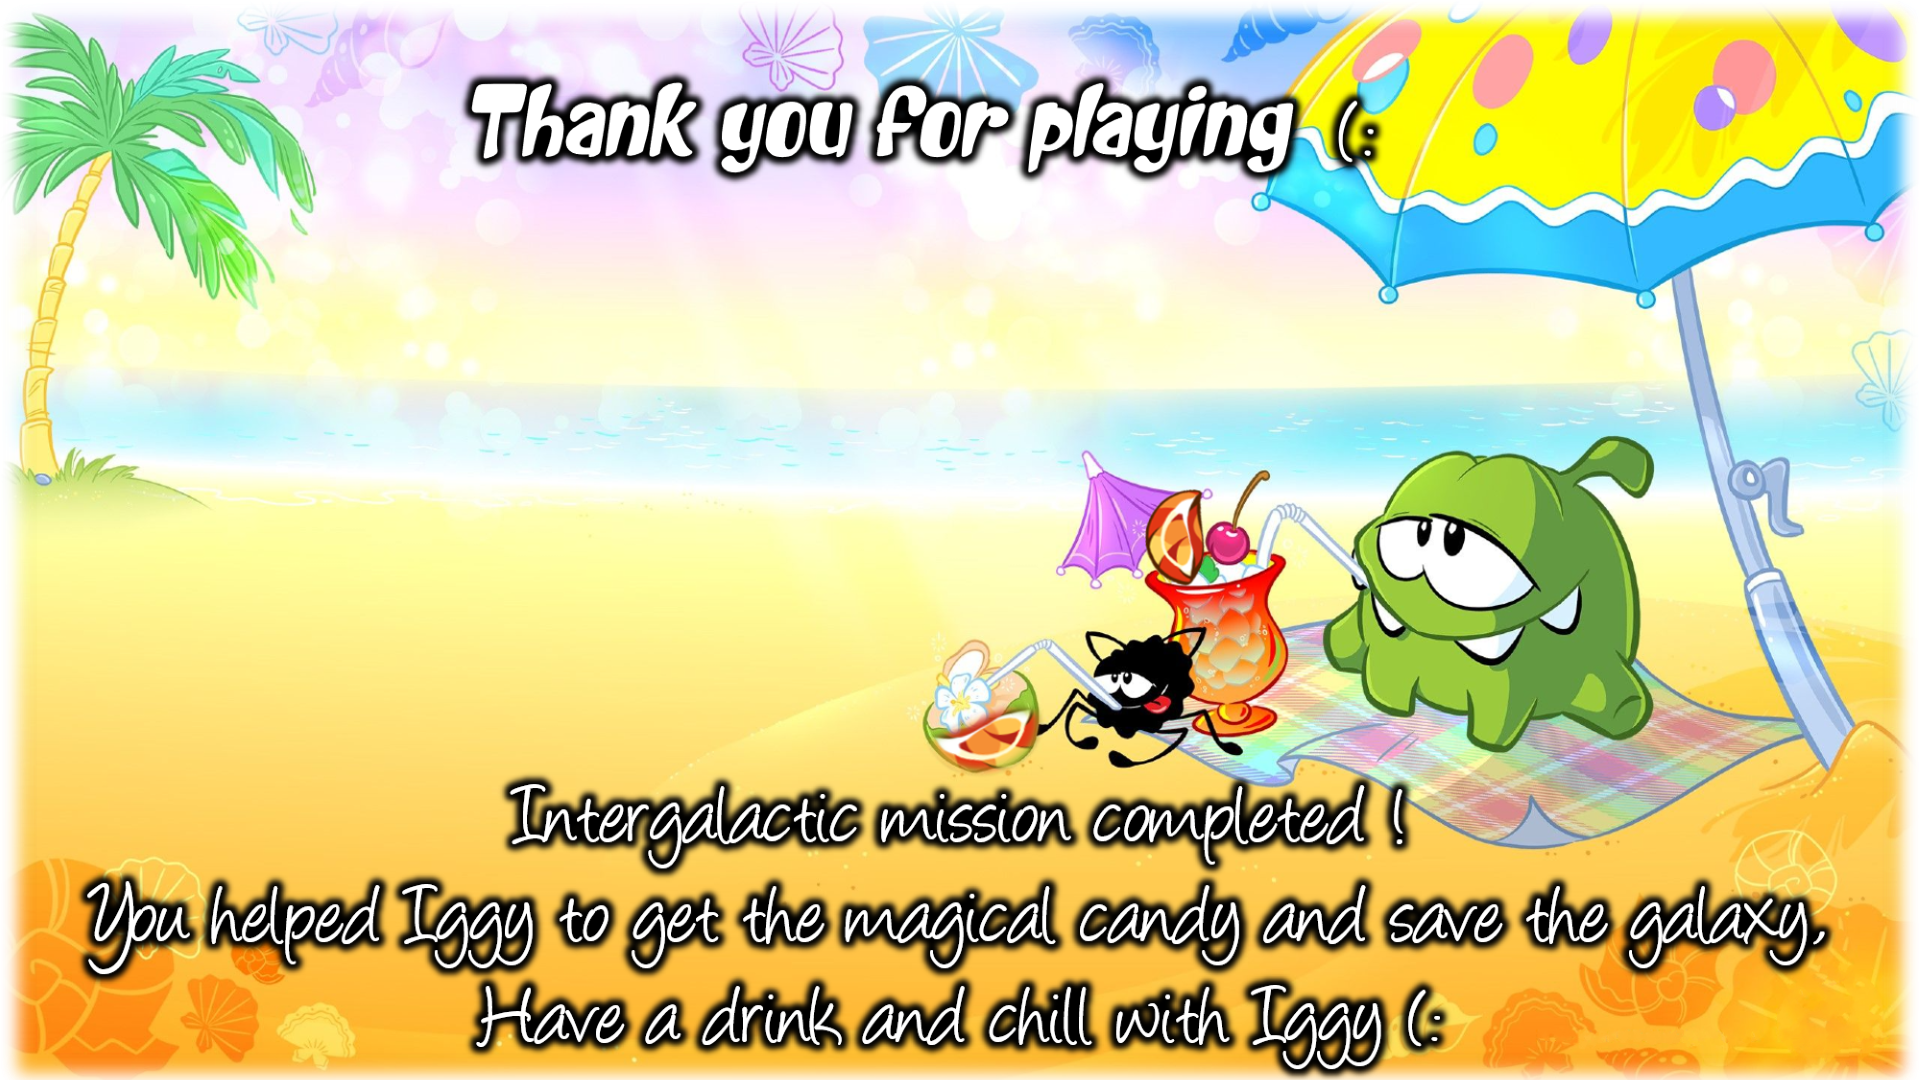 Thank you for playing (:
Intergalactic mission completed !
You helped Iggy to get the magical candy and save the galaxy,
Have a drink and chill with Iggy (: